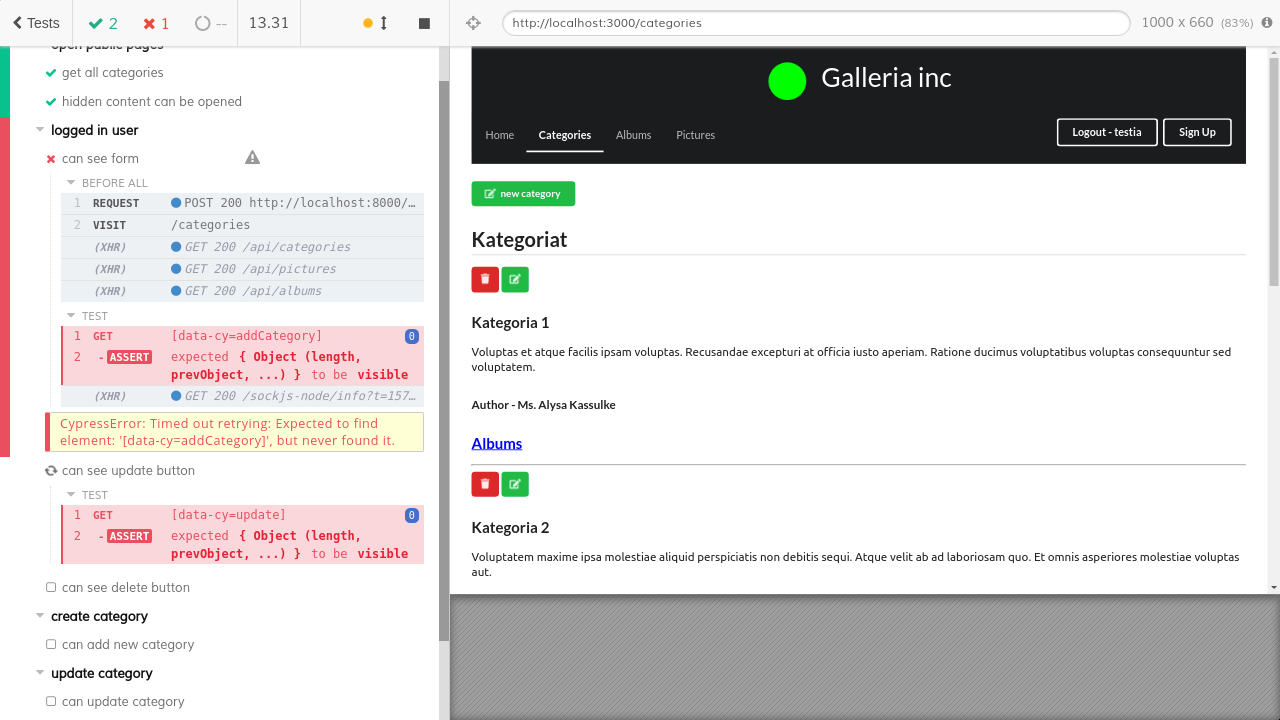 Tests
2
1
--
13.31
http://localhost:3000/categories
1000 x 660 (83%)
open public pages
get all categories
hidden content can be opened
logged in user
can see form
BEFORE ALL
1 REQUEST POST 200 http://localhost:8000/…
2 VISIT /categories
(XHR) GET 200 /api/categories
(XHR) GET 200 /api/pictures
(XHR) GET 200 /api/albums
TEST
1 GET [data-cy=addCategory] 0
2 -ASSERT expected { Object (length,
prevObject, ...) } to be visible
(XHR) GET 200 /sockjs-node/info?t=157…
CypressError: Timed out retrying: Expected to find
element: '[data-cy=addCategory]', but never found it.
can see update button
TEST
1 GET [data-cy=update] 0
2 -ASSERT expected { Object (length,
prevObject, ...) } to be visible
can see delete button
create category
can add new category
update category
can update category
Galleria inc
Home
Categories
Albums
Pictures
Logout - testia
Sign Up
new category
Kategoriat
Kategoria 1
Voluptas et atque facilis ipsam voluptas. Recusandae excepturi at officia iusto aperiam. Ratione ducimus voluptatibus voluptas consequuntur sed
voluptatem.
Author - Ms. Alysa Kassulke
Albums
Kategoria 2
Voluptatem maxime ipsa molestiae aliquid perspiciatis non debitis sequi. Atque velit ab ad laboriosam quo. Et omnis asperiores molestiae voluptas
aut.